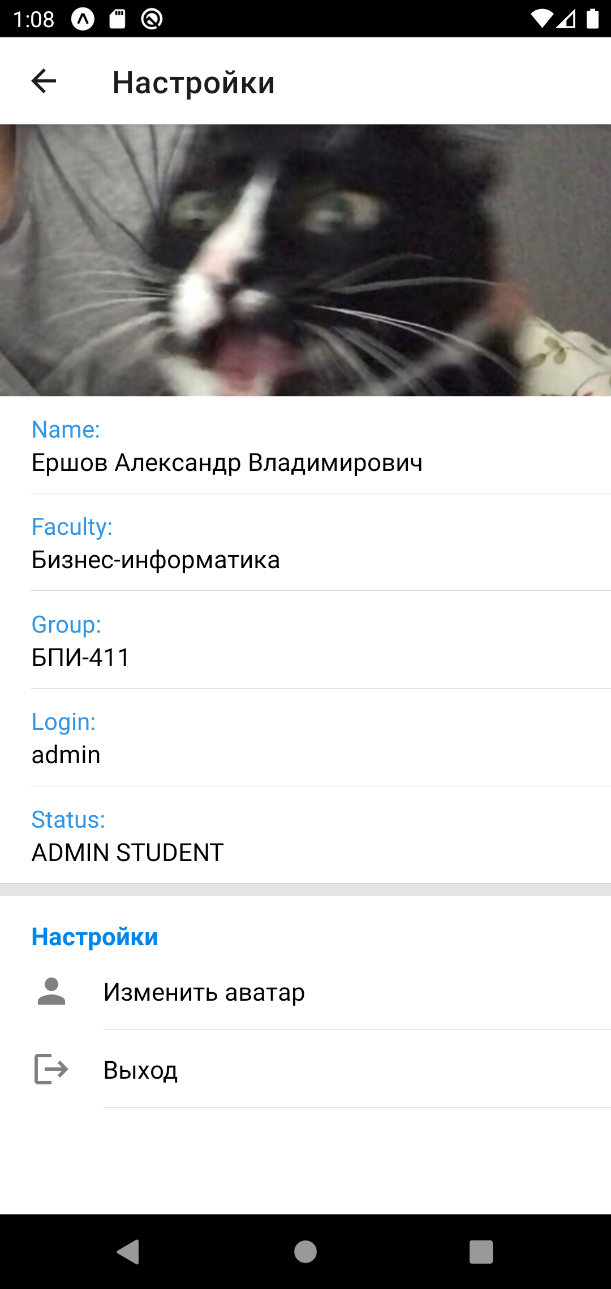 1:08
Настройки
Name:
Ершов Александр Владимирович
Faculty:
Бизнес-информатика
Group:
БПИ-411
Login:
admin
Status:
ADMIN STUDENT
Настройки
Изменить аватар
Выход